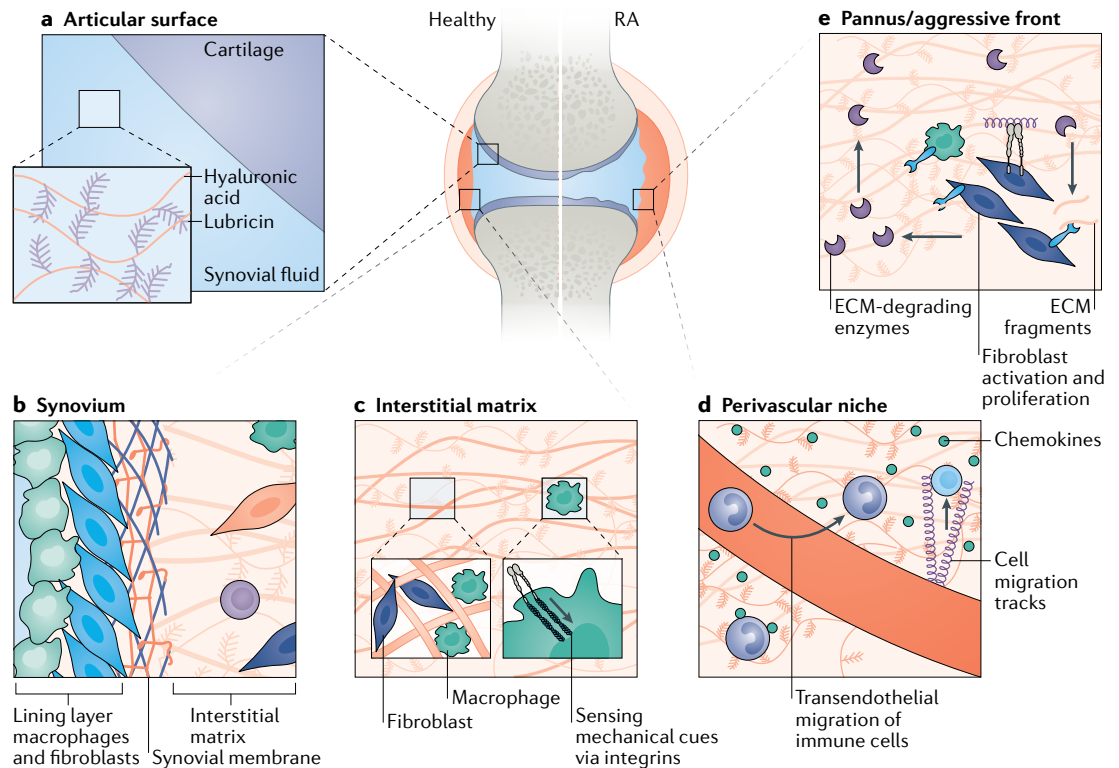 a Articular surface
Cartilage
Hyaluronic
acid
Lubricin
Synovial fluid
Healthy
RA
e Pannus/aggressive front
ECM-degrading
enzymes
ECM
fragments
Fibroblast
activation and
proliferation
b Synovium
Lining layer
macrophages
and fibroblasts
Synovial membrane
Interstitial
matrix
c Interstitial matrix
Fibroblast
Macrophage
Sensing
mechanical cues
via integrins
d Perivascular niche
Chemokines
Cell
migration
tracks
Transendothelial
migration of
immune cells